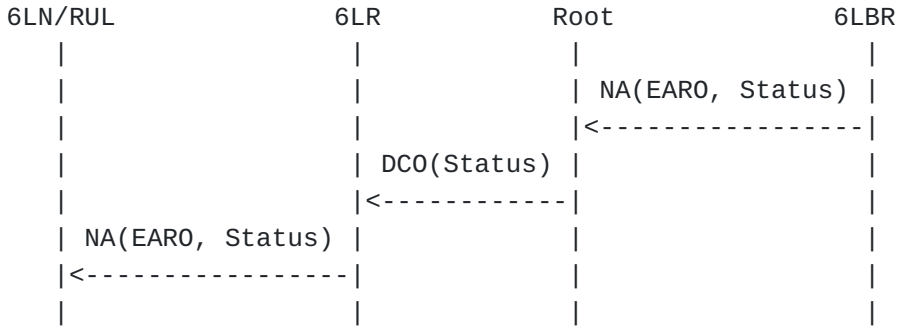 6LN/RUL 6LR Root 6LBR
NA(EARO, Status)
DCO(Status)
NA(EARO, Status)